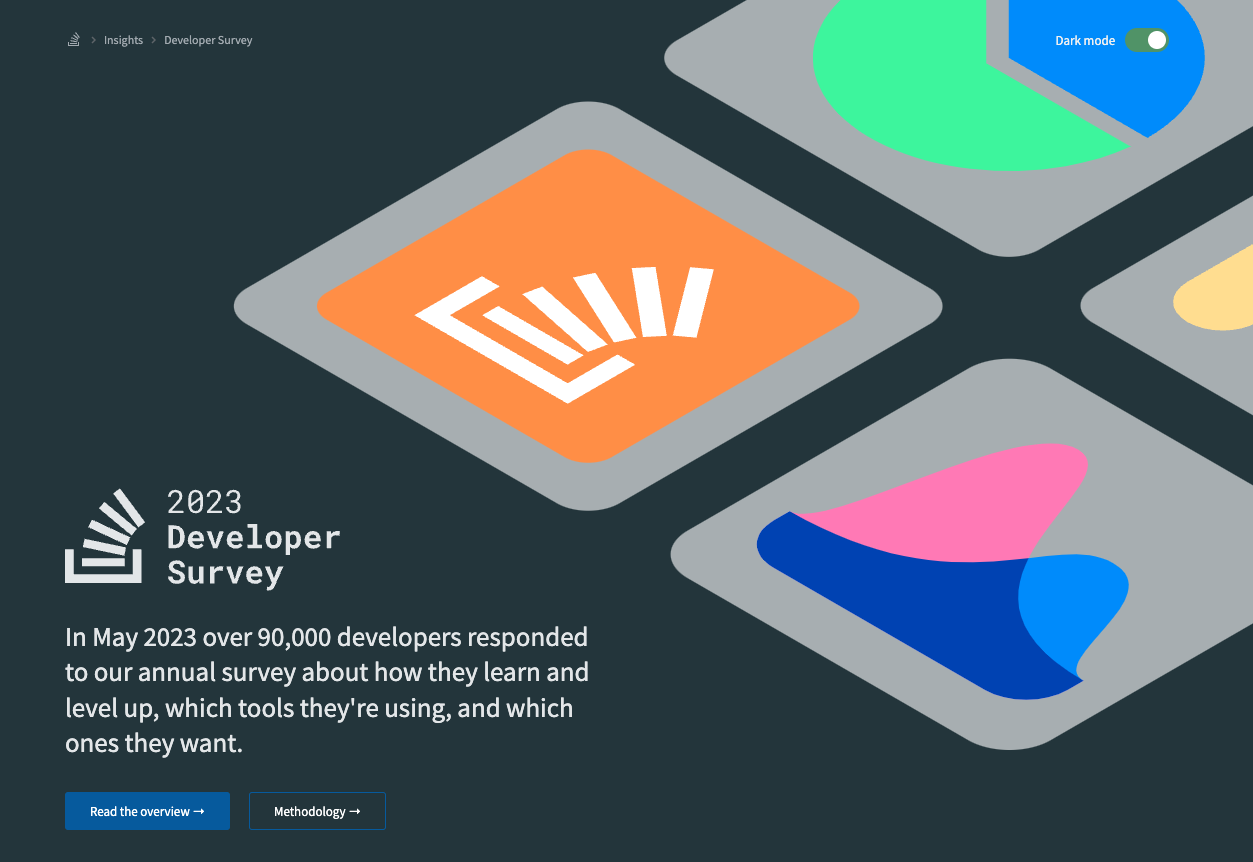 Insights
Developer Survey
Dark mode
2023
Developer
Survey
In May 2023 over 90,000 developers responded
to our annual survey about how they learn and
level up, which tools they're using, and which
ones they want.
Read the overview →
Methodology →